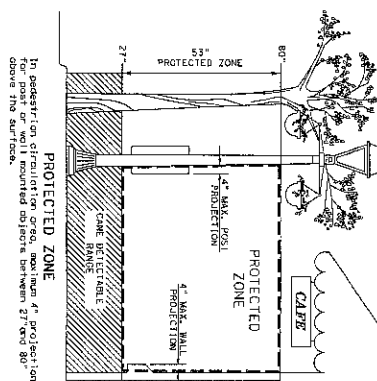 80"
53"
PROTECTED ZONE
27"
CAFE
PROTECTED
ZONE
4" MAX. POST
PROJECTION
4" MAX. WALL
PROJECTION
CANE DETECTABLE
RANGE
PROTECTED ZONE
In pedestrian circulation area, maximum 4" projection
for post or wall mounted objects between 27" and 80"
above the surface.